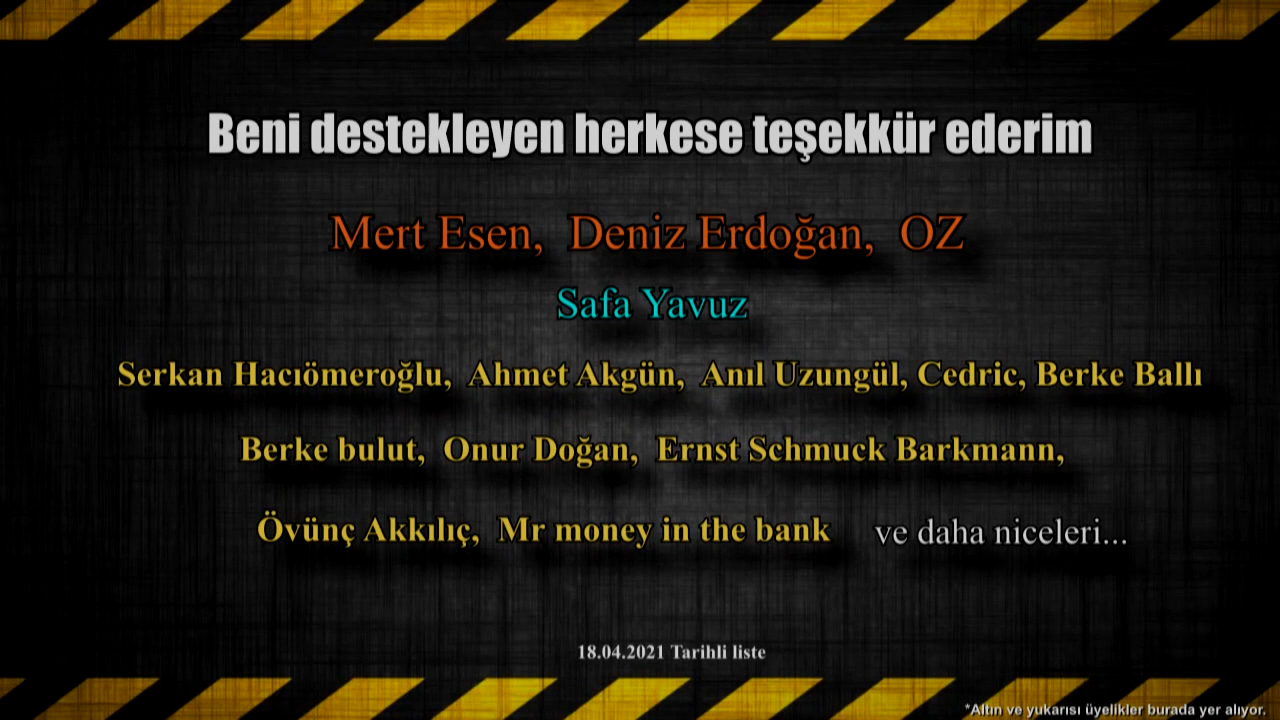 Beni destekleyen herkese teşekkür ederim
Mert Esen, Deniz Erdoğan, OZ
Safa Yavuz
Serkan Hacıömeroğlu, Ahmet Akgün, Anıl Uzungül, Cedric, Berke Ballı
Berke bulut, Onur Doğan, Ernst Schmuck Barkmann,
Övünç Akkılıç, Mr money in the bank ve daha niceleri...
18.04.2021 Tarihli liste
*Altın ve yukarısı üyelikler burada yer alıyor.